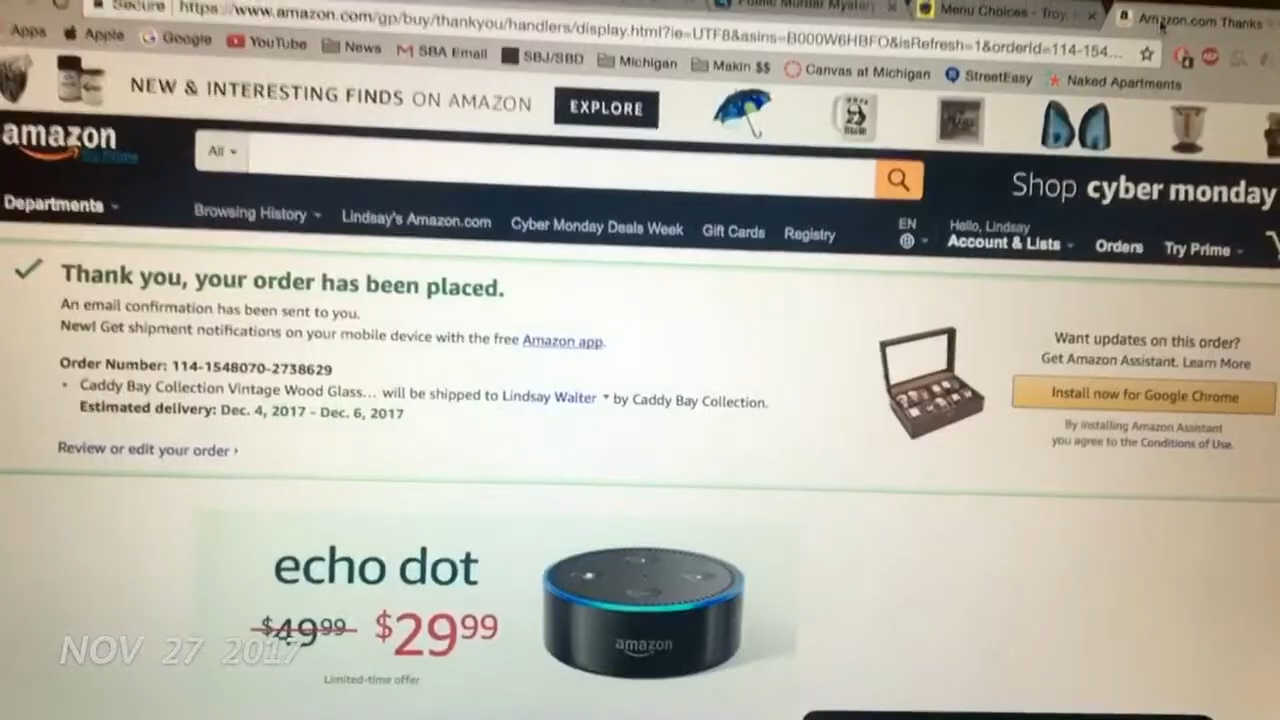 Secure https://www.amazon.com/gp/buy/thankyou/handlers/display.html?ie=UTF8&asins=B000W6HBFO&isRefresh=1&orderId=114-154...
Public Murder Mystery
Menu Choices - Troy,
Amazon.com Thanks
Apps Apple Google YouTube News SBA Email SBJ/SBD Michigan Makin $$ Canvas at Michigan StreetEasy Naked Apartments
NEW & INTERESTING FINDS ON AMAZON EXPLORE
amazon
Try Prime
All
Shop cyber monday
Departments
Browsing History Lindsay's Amazon.com Cyber Monday Deals Week Gift Cards Registry
EN
Hello, Lindsay
Account & Lists Orders Try Prime
Thank you, your order has been placed.
An email confirmation has been sent to you.
New! Get shipment notifications on your mobile device with the free Amazon app.
Order Number: 114-1548070-2738629
• Caddy Bay Collection Vintage Wood Glass... will be shipped to Lindsay Walter by Caddy Bay Collection.
Estimated delivery: Dec. 4, 2017 - Dec. 6, 2017
Review or edit your order ›
Want updates on this order?
Get Amazon Assistant. Learn More
Install now for Google Chrome
By installing Amazon Assistant
you agree to the Conditions of Use.
echo dot
$49⁹⁹ $29⁹⁹
Limited-time offer
amazon
NOV 27 2017